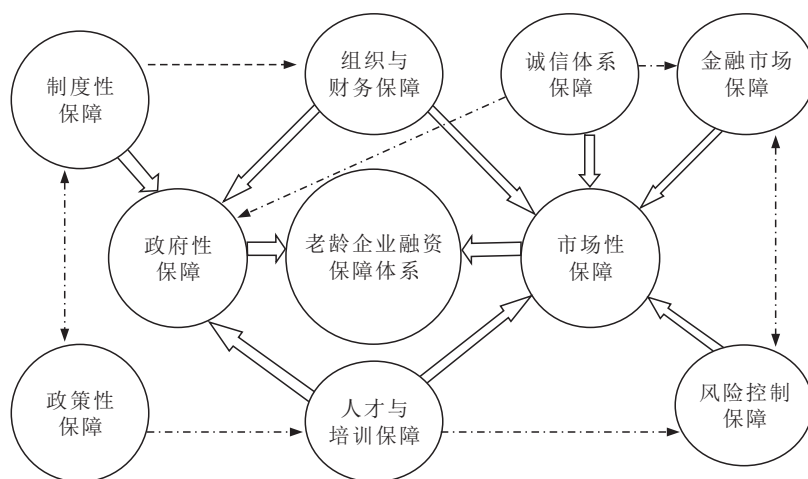 制度性
保障
组织与
财务保障
诚信体系
保障
金融市场
保障
政府性
保障
老龄企业融资
保障体系
市场性
保障
政策性
保障
人才与
培训保障
风险控制
保障